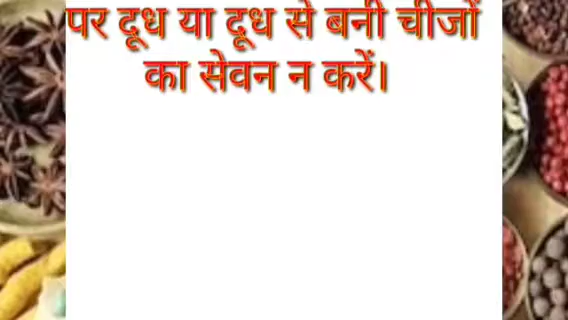 पर दूध या दूध से बनी चीजों
का सेवन न करें।